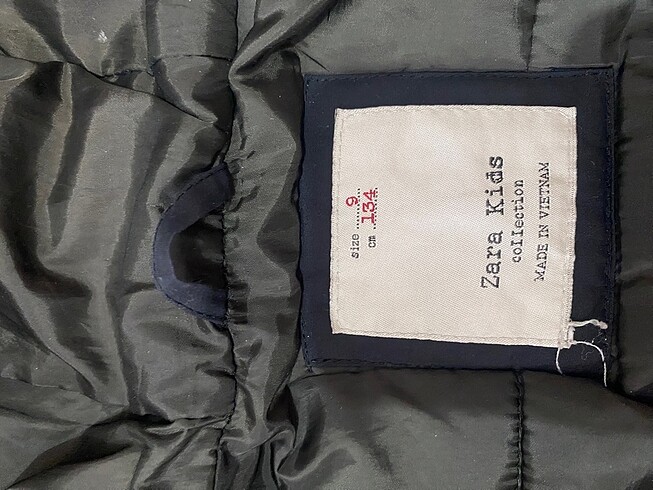 size 9
cm 134
Zara Kids
collection
MADE IN VIETNAM